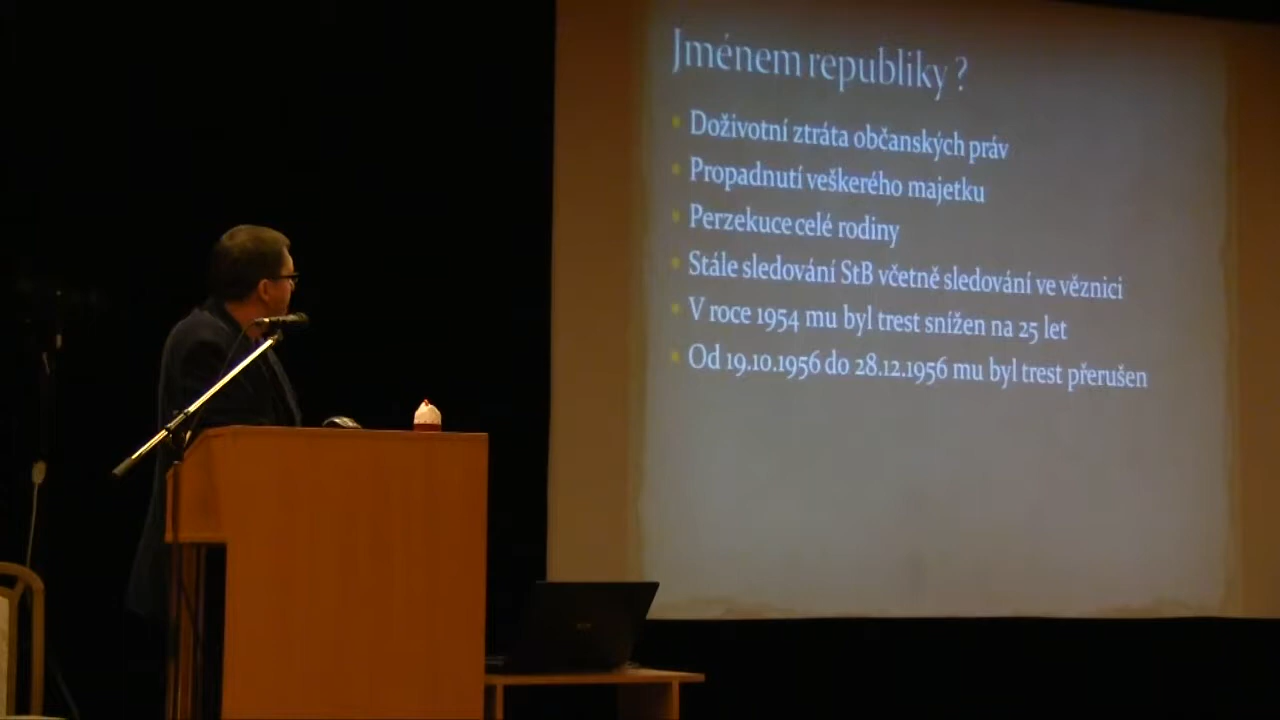 Jménem republiky ?
Doživotní ztráta občanských práv
Propadnutí veškerého majetku
Perzekuce celé rodiny
Stále sledování StB včetně sledování ve věznici
V roce 1954 mu byl trest snížen na 25 let
Od 19.10.1956 do 28.12.1956 mu byl trest přerušen